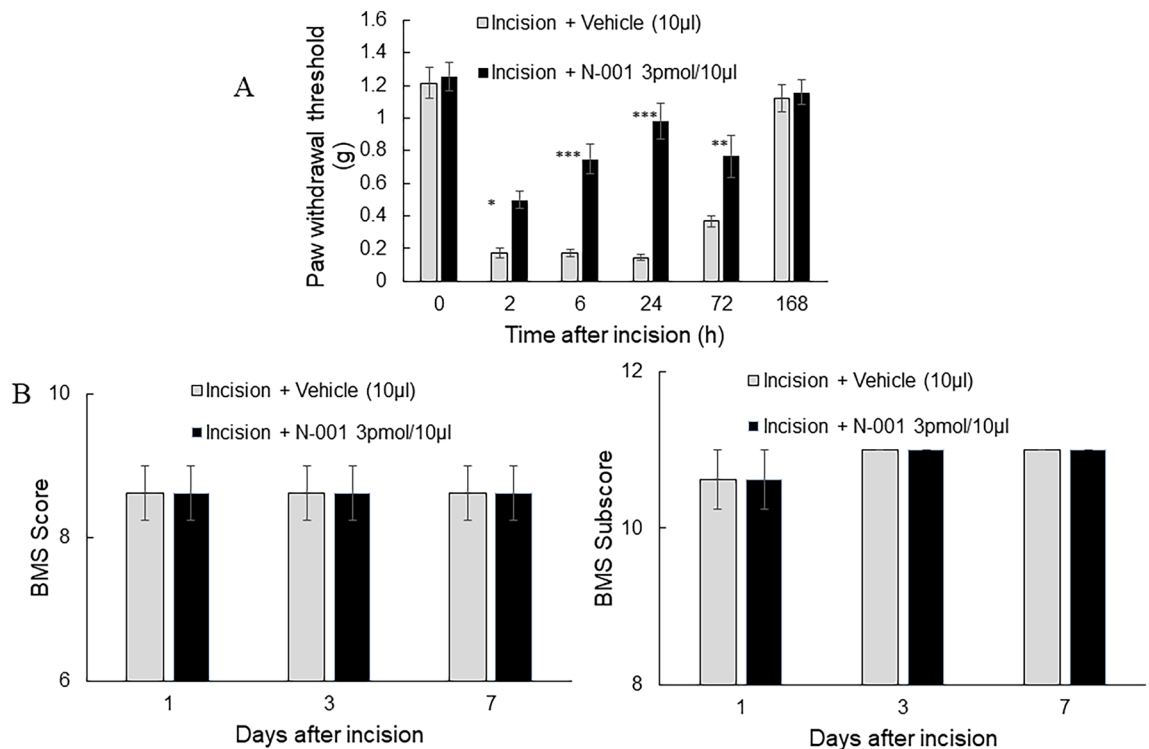 A
Paw withdrawal threshold
(g)
1.6
1.4
1.2
1
0.8
0.6
0.4
0.2
0
Incision + Vehicle (10µl)
Incision + N-001 3pmol/10µl
*
***
***
**
0 2 6 24 72 168
Time after incision (h)
B
BMS Score
10
8
6
Incision + Vehicle (10µl)
Incision + N-001 3pmol/10µl
1 3 7
Days after incision
BMS Subscore
12
10
8
Incision + Vehicle (10µl)
Incision + N-001 3pmol/10µl
1 3 7
Days after incision